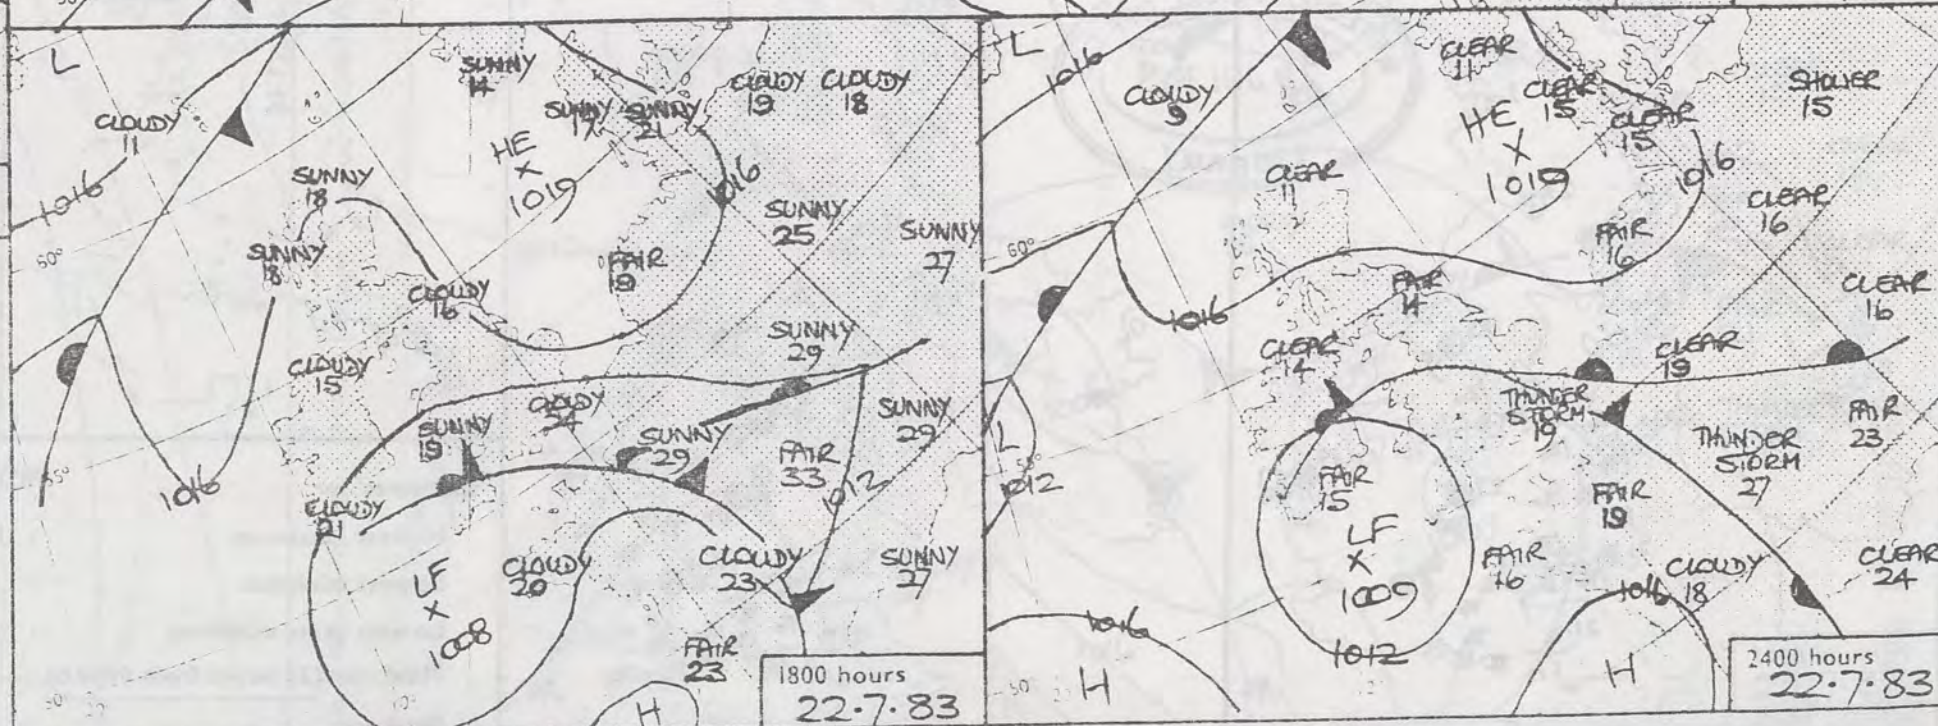 L
CLOUDY
11
1016
60°
55°
SUNNY
18
SUNNY
18
SUNNY
14
SUNNY
17
SUNNY
21
CLOUDY
19
CLOUDY
18
HE
X
1019
1016
SUNNY
25
SUNNY
27
FAIR
19
CLOUDY
16
SUNNY
29
CLOUDY
15
SUNNY
19
CLOUDY
24
SUNNY
29
FAIR
33
SUNNY
29
1016
1012
CLOUDY
21
LF
X
1008
CLOUDY
20
CLOUDY
23
SUNNY
27
FAIR
23
H
50°
1800 hours
22.7.83
L
1016
CLOUDY
9
CLEAR
11
CLEAR
15
CLEAR
15
SHOWER
15
HE
X
1019
1016
CLEAR
11
CLEAR
16
60°
FAIR
16
FAIR
14
CLEAR
16
1016
CLEAR
14
CLEAR
19
THUNDER
STORM
19
FAIR
23
THUNDER
STORM
27
L
1012
FAIR
15
FAIR
19
LF
X
1009
FAIR
16
CLOUDY
18
CLEAR
24
1016
1016
1012
H
H
50°
2400 hours
22.7.83